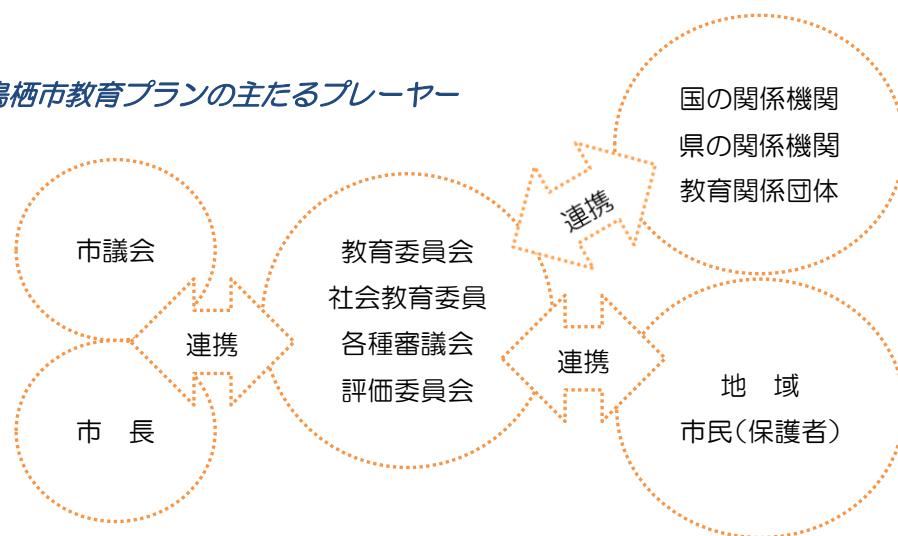 鳥栖市教育プランの主たるプレーヤー
市議会
市　長
連携
教育委員会
社会教育委員
各種審議会
評価委員会
連携
国の関係機関
県の関係機関
教育関係団体
連携
地　域
市民(保護者)